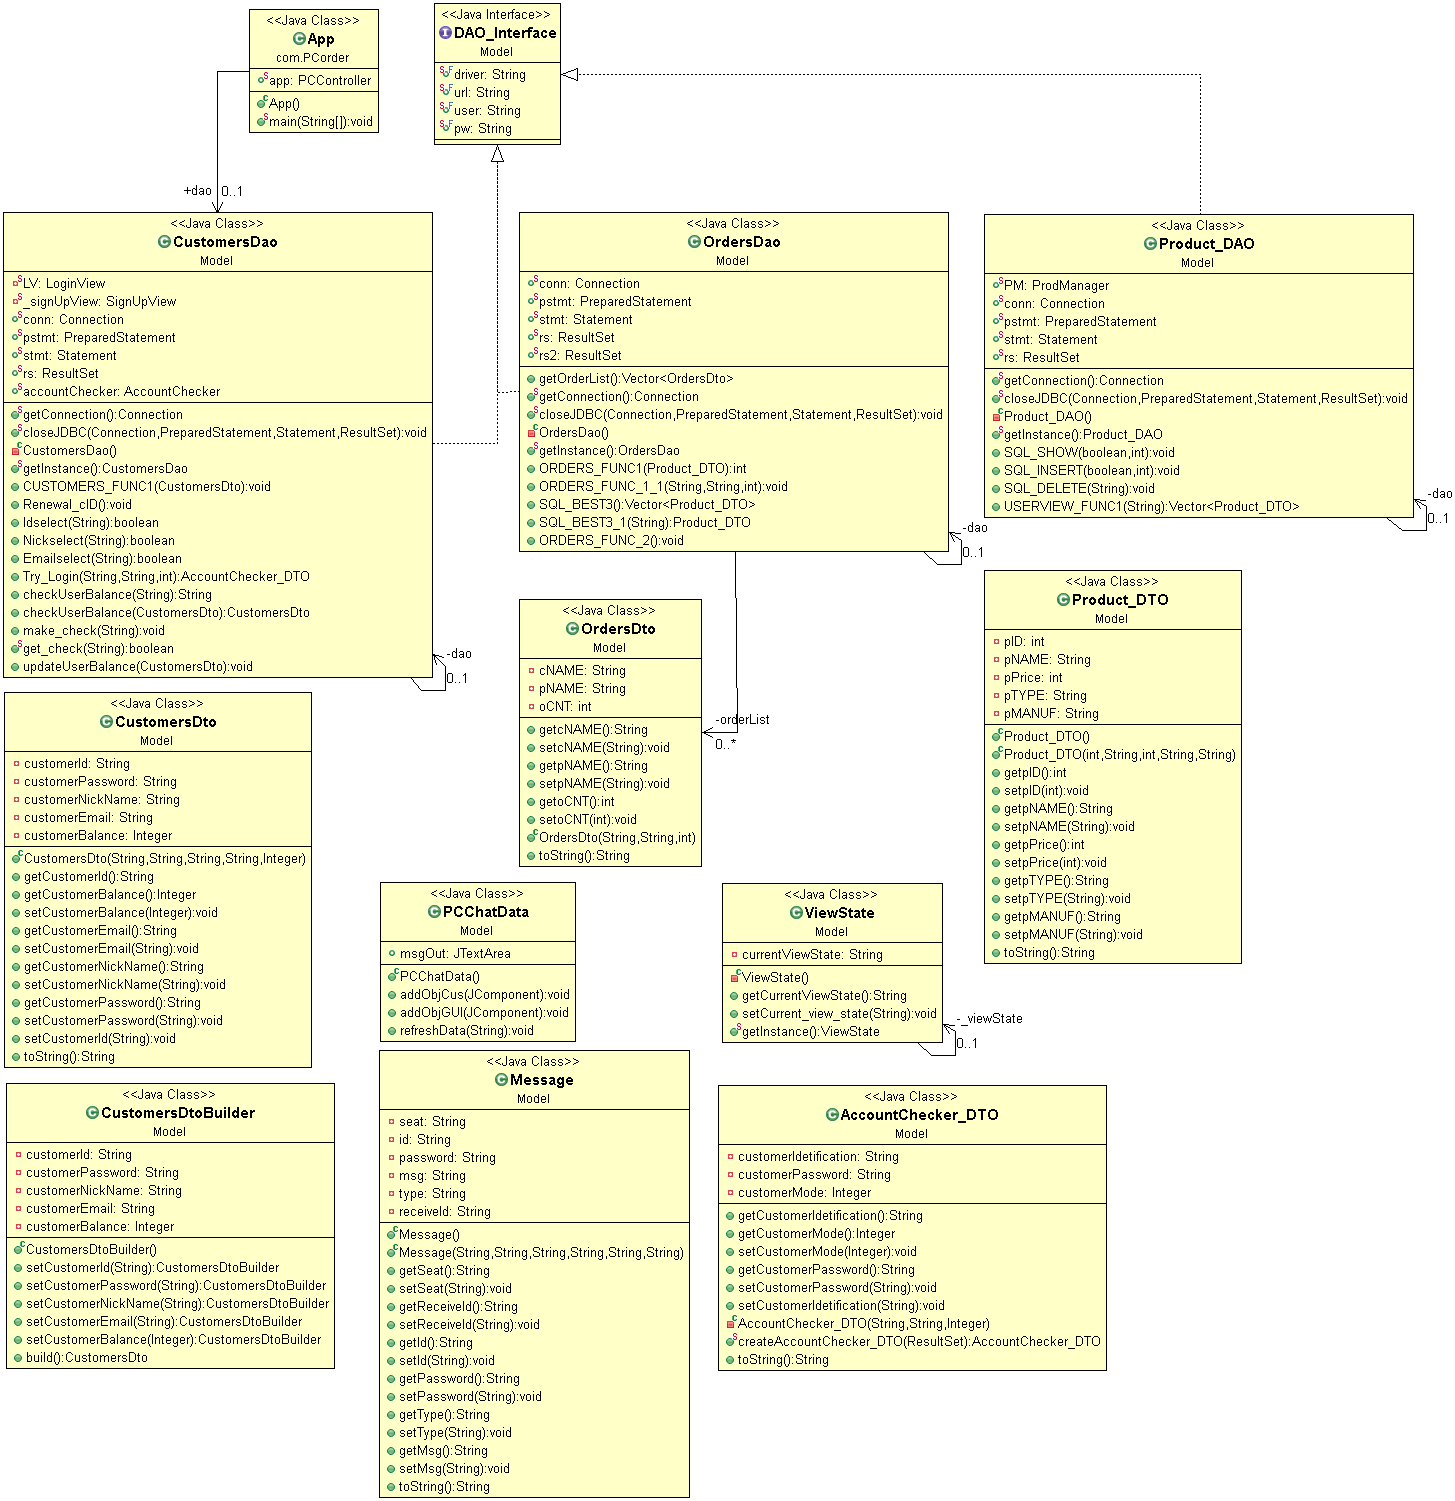 <<Java Class>>
App
com.PCorder
app: PCController
App()
main(String[]):void
<<Java Interface>>
DAO_Interface
Model
driver: String
url: String
user: String
pw: String
+dao 0..1
<<Java Class>>
CustomersDao
Model
LV: LoginView
_signUpView: SignUpView
conn: Connection
pstmt: PreparedStatement
stmt: Statement
rs: ResultSet
accountChecker: AccountChecker
getConnection():Connection
closeJDBC(Connection,PreparedStatement,Statement,ResultSet):void
CustomersDao()
getInstance():CustomersDao
CUSTOMERS_FUNC1(CustomersDto):void
Renewal_cID():void
Idselect(String):boolean
Nickselect(String):boolean
Emailselect(String):boolean
Try_Login(String,String,int):AccountChecker_DTO
checkUserBalance(String):String
checkUserBalance(CustomersDto):CustomersDto
make_check(String):void
get_check(String):boolean
updateUserBalance(CustomersDto):void
-dao
0..1
<<Java Class>>
OrdersDao
Model
conn: Connection
pstmt: PreparedStatement
stmt: Statement
rs: ResultSet
rs2: ResultSet
getOrderList():Vector<OrdersDto>
getConnection():Connection
closeJDBC(Connection,PreparedStatement,Statement,ResultSet):void
OrdersDao()
getInstance():OrdersDao
ORDERS_FUNC1(Product_DTO):int
ORDERS_FUNC_1_1(String,String,int):void
SQL_BEST3():Vector<Product_DTO>
SQL_BEST3_1(String):Product_DTO
ORDERS_FUNC_2():void
-dao
0..1
<<Java Class>>
Product_DAO
Model
PM: ProdManager
conn: Connection
pstmt: PreparedStatement
stmt: Statement
rs: ResultSet
getConnection():Connection
closeJDBC(Connection,PreparedStatement,Statement,ResultSet):void
Product_DAO()
getInstance():Product_DAO
SQL_SHOW(boolean,int):void
SQL_INSERT(boolean,int):void
SQL_DELETE(String):void
USERVIEW_FUNC1(String):Vector<Product_DTO>
-dao
0..1
<<Java Class>>
OrdersDto
Model
cNAME: String
pNAME: String
oCNT: int
getcNAME():String
setcNAME(String):void
getpNAME():String
setpNAME(String):void
getoCNT():int
setoCNT(int):void
OrdersDto(String,String,int)
toString():String
-orderList
0..*
<<Java Class>>
Product_DTO
Model
pID: int
pNAME: String
pPrice: int
pTYPE: String
pMANUF: String
Product_DTO()
Product_DTO(int,String,int,String,String)
getpID():int
setpID(int):void
getpNAME():String
setpNAME(String):void
getpPrice():int
setpPrice(int):void
getpTYPE():String
setpTYPE(String):void
getpMANUF():String
setpMANUF(String):void
toString():String
<<Java Class>>
CustomersDto
Model
customerId: String
customerPassword: String
customerNickName: String
customerEmail: String
customerBalance: Integer
CustomersDto(String,String,String,String,Integer)
getCustomerId():String
getCustomerBalance():Integer
setCustomerBalance(Integer):void
getCustomerEmail():String
setCustomerEmail(String):void
getCustomerNickName():String
setCustomerNickName(String):void
getCustomerPassword():String
setCustomerPassword(String):void
setCustomerId(String):void
toString():String
<<Java Class>>
PCChatData
Model
msgOut: JTextArea
PCChatData()
addObjCus(JComponent):void
addObjGUI(JComponent):void
refreshData(String):void
<<Java Class>>
ViewState
Model
currentViewState: String
ViewState()
getCurrentViewState():String
setCurrent_view_state(String):void
getInstance():ViewState
-_viewState
0..1
<<Java Class>>
CustomersDtoBuilder
Model
customerId: String
customerPassword: String
customerNickName: String
customerEmail: String
customerBalance: Integer
CustomersDtoBuilder()
setCustomerId(String):CustomersDtoBuilder
setCustomerPassword(String):CustomersDtoBuilder
setCustomerNickName(String):CustomersDtoBuilder
setCustomerEmail(String):CustomersDtoBuilder
setCustomerBalance(Integer):CustomersDtoBuilder
build():CustomersDto
<<Java Class>>
Message
Model
seat: String
id: String
password: String
msg: String
type: String
receiveId: String
Message()
Message(String,String,String,String,String,String)
getSeat():String
setSeat(String):void
getReceiveId():String
setReceiveId(String):void
getId():String
setId(String):void
getPassword():String
setPassword(String):void
getType():String
setType(String):void
getMsg():String
setMsg(String):void
toString():String
<<Java Class>>
AccountChecker_DTO
Model
customerIdetification: String
customerPassword: String
customerMode: Integer
getCustomerIdetification():String
getCustomerMode():Integer
setCustomerMode(Integer):void
getCustomerPassword():String
setCustomerPassword(String):void
setCustomerIdetification(String):void
AccountChecker_DTO(String,String,Integer)
createAccountChecker_DTO(ResultSet):AccountChecker_DTO
toString():String